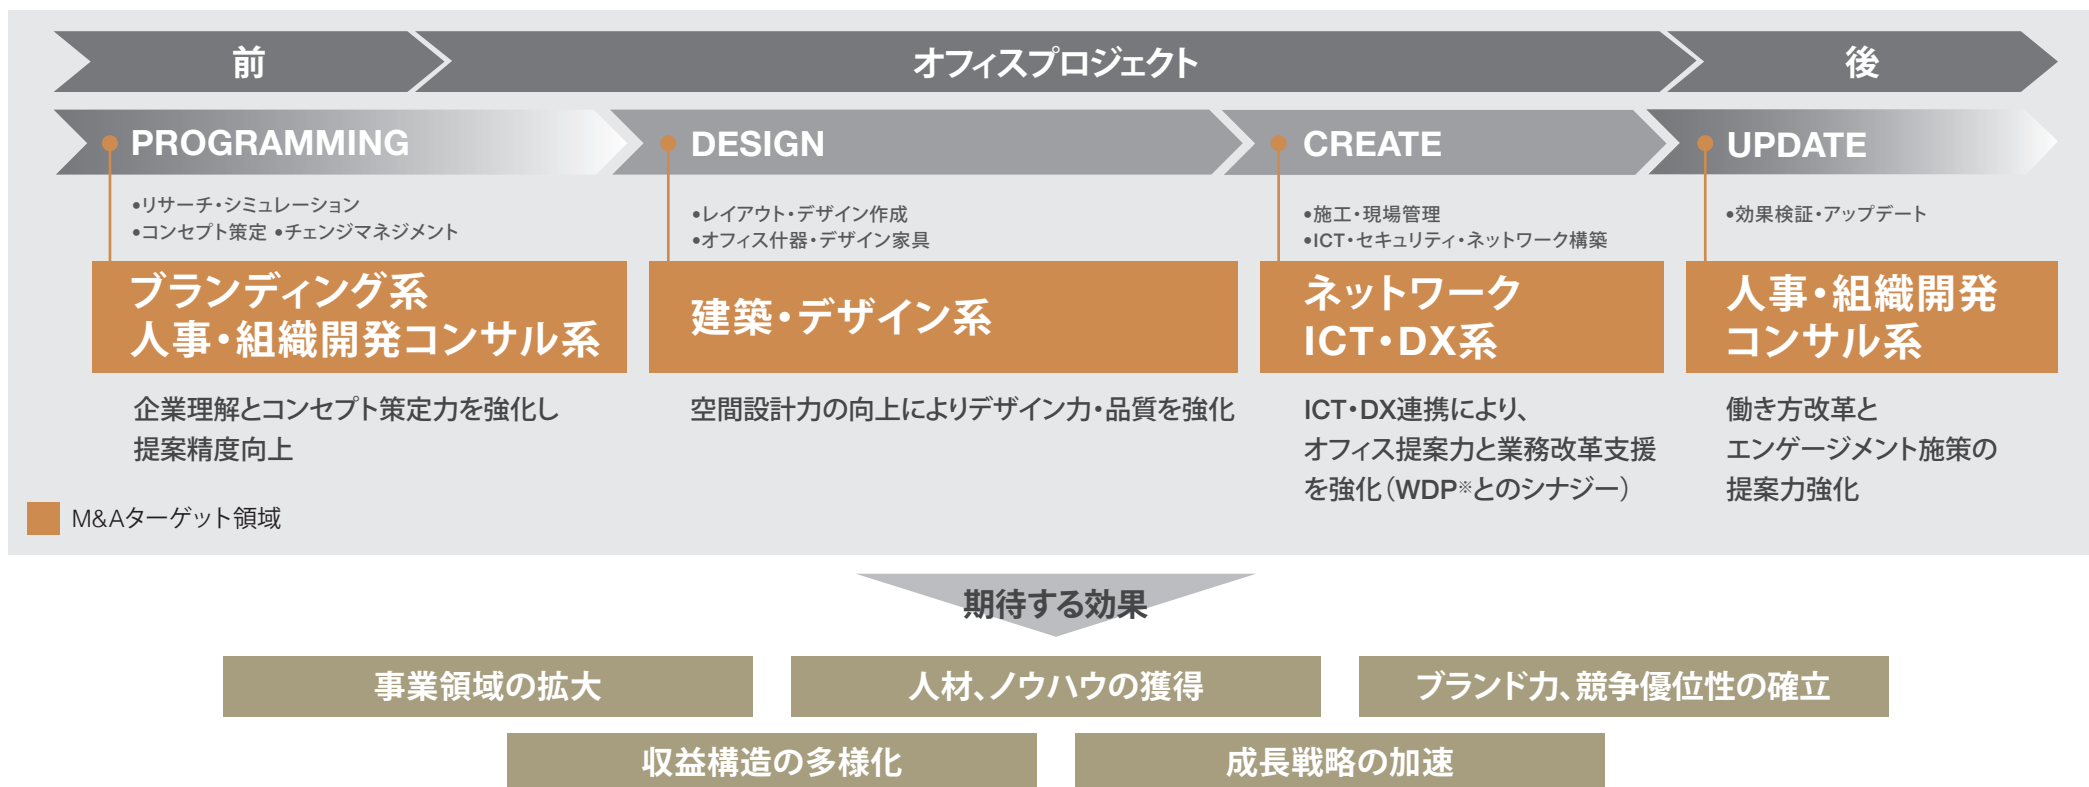 前
オフィスプロジェクト
後
PROGRAMMING
DESIGN
CREATE
UPDATE
•リサーチ・シミュレーション
•コンセプト策定 •チェンジマネジメント
•レイアウト・デザイン作成
•オフィス什器・デザイン家具
•施工・現場管理
•ICT・セキュリティ・ネットワーク構築
•効果検証・アップデート
ブランディング系
人事・組織開発コンサル系
建築・デザイン系
ネットワーク
ICT・DX系
人事・組織開発
コンサル系
企業理解とコンセプト策定力を強化し
提案精度向上
空間設計力の向上によりデザイン力・品質を強化
ICT・DX連携により、
オフィス提案力と業務改革支援
を強化（WDP※とのシナジー）
働き方改革と
エンゲージメント施策の
提案力強化
M&Aターゲット領域
期待する効果
事業領域の拡大
人材、ノウハウの獲得
ブランド力、競争優位性の確立
収益構造の多様化
成長戦略の加速